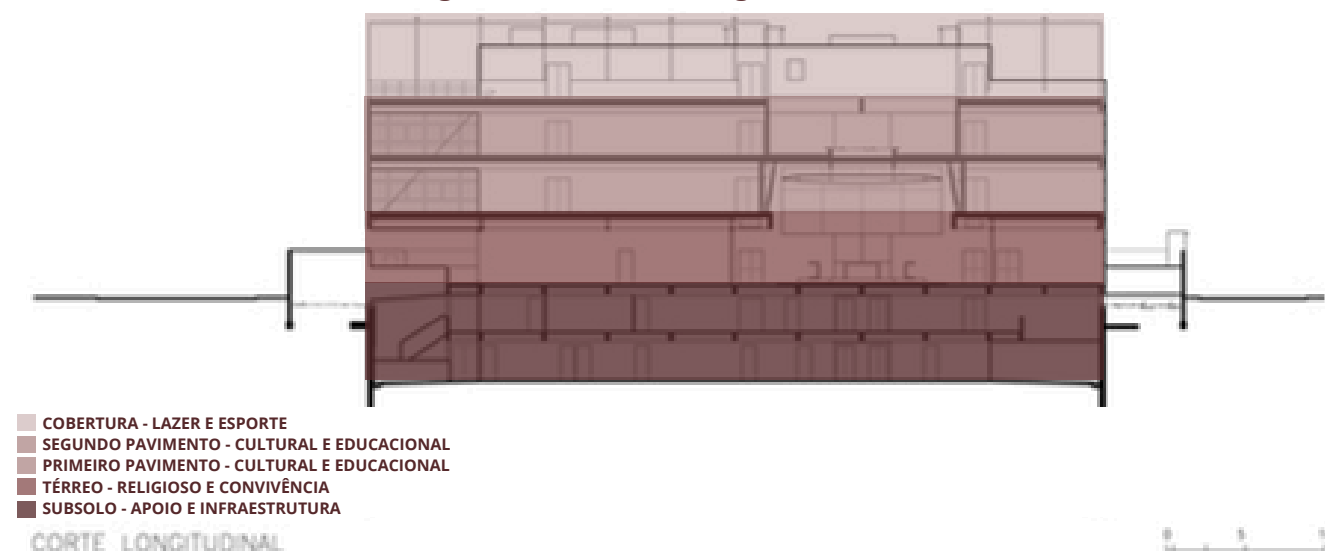 COBERTURA - LAZER E ESPORTE
SEGUNDO PAVIMENTO - CULTURAL E EDUCACIONAL
PRIMEIRO PAVIMENTO - CULTURAL E EDUCACIONAL
TÉRREO - RELIGIOSO E CONVIVÊNCIA
SUBSOLO - APOIO E INFRAESTRUTURA
CORTE LONGITUDINAL
0 5